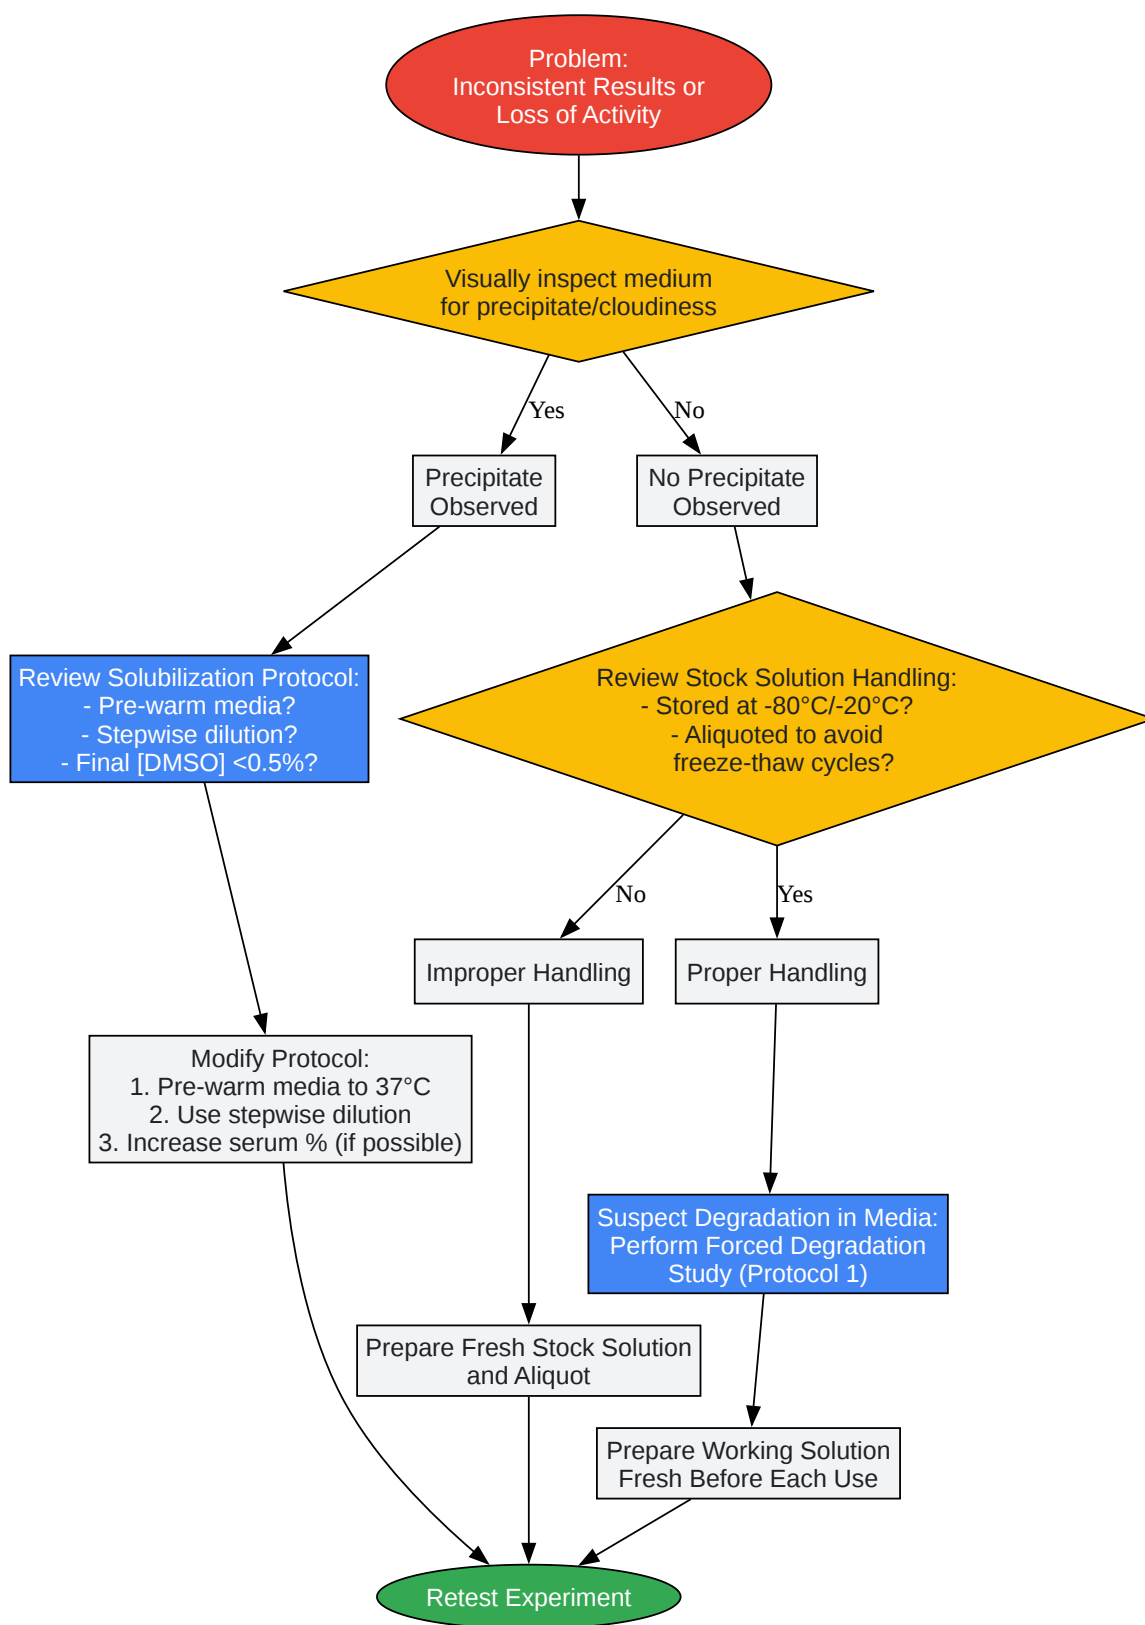 Problem:
Inconsistent Results or
Loss of Activity
Visually inspect medium
for precipitate/cloudiness
Yes
No
Precipitate
Observed
No Precipitate
Observed
Review Solubilization Protocol:
- Pre-warm media?
- Stepwise dilution?
- Final [DMSO] <0.5%?
Review Stock Solution Handling:
- Stored at -80°C/-20°C?
- Aliquoted to avoid
freeze-thaw cycles?
No
Yes
Improper Handling
Proper Handling
Modify Protocol:
1. Pre-warm media to 37°C
2. Use stepwise dilution
3. Increase serum % (if possible)
Suspect Degradation in Media:
Perform Forced Degradation
Study (Protocol 1)
Prepare Fresh Stock Solution
and Aliquot
Prepare Working Solution
Fresh Before Each Use
Retest Experiment